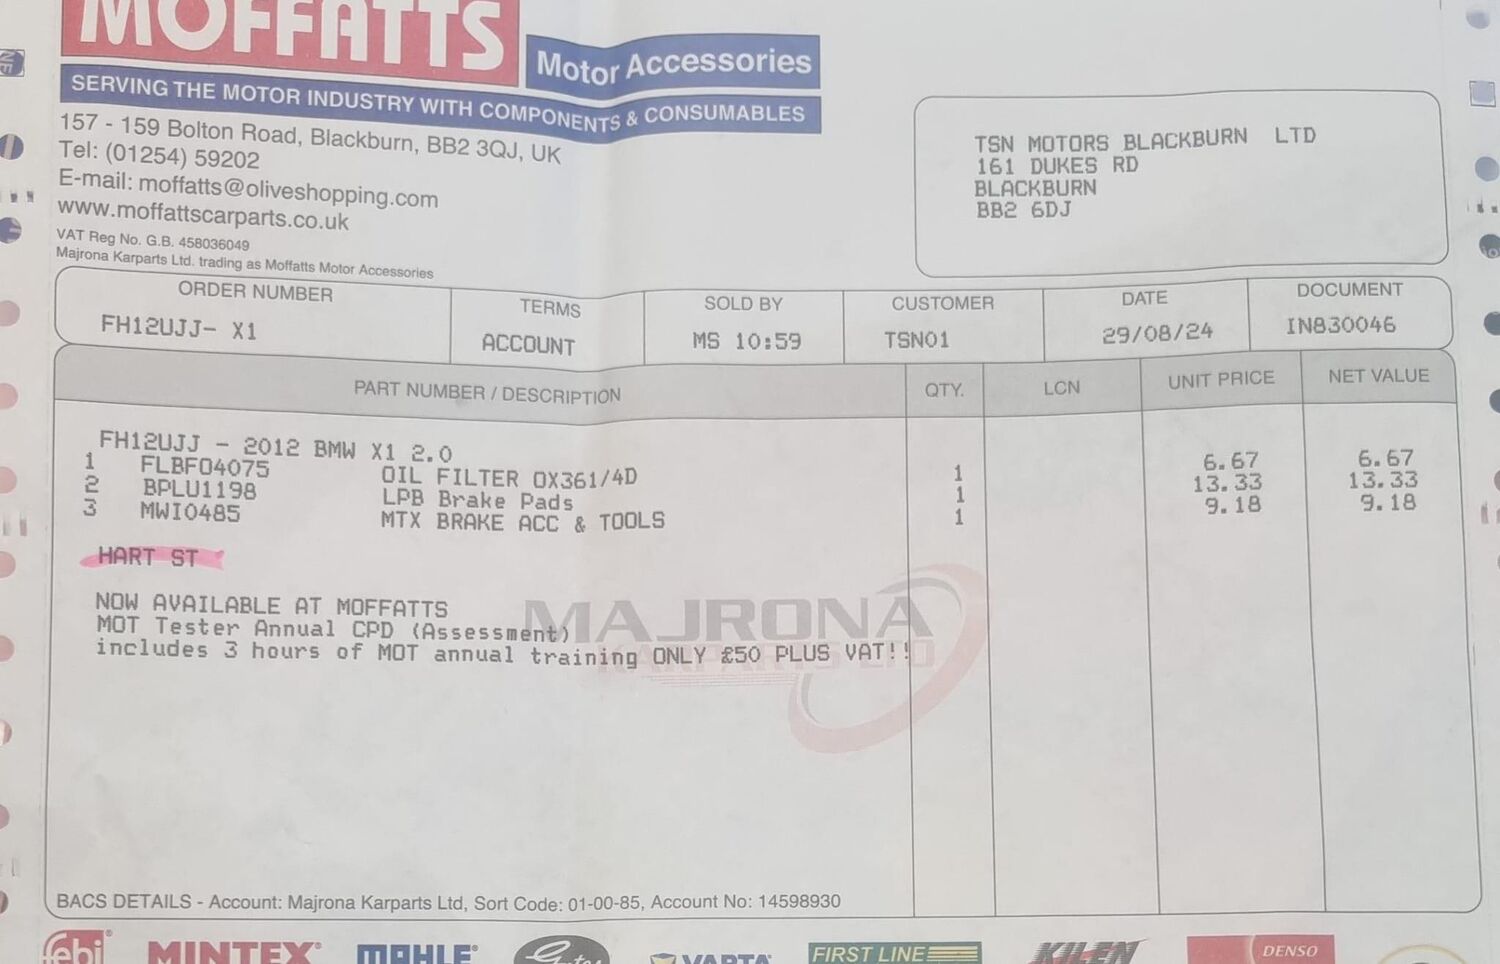 MOFFATTS
Motor Accessories
SERVING THE MOTOR INDUSTRY WITH COMPONENTS & CONSUMABLES
157 - 159 Bolton Road, Blackburn, BB2 3QJ, UK
Tel: (01254) 59202
E-mail: moffatts@oliveshopping.com
www.moffattscarparts.co.uk
VAT Reg No. G.B. 458036049
Majrona Karparts Ltd. trading as Moffatts Motor Accessories
TSN MOTORS BLACKBURN LTD
161 DUKES RD
BLACKBURN
BB2 6DJ
ORDER NUMBER TERMS SOLD BY CUSTOMER DATE DOCUMENT
FH12UJJ- X1 ACCOUNT MS 10:59 TSN01 29/08/24 IN830046
PART NUMBER / DESCRIPTION QTY. LCN UNIT PRICE NET VALUE
FH12UJJ - 2012 BMW X1 2.0
1 FLBF04075 OIL FILTER OX361/4D 1 6.67 6.67
2 BPLU1198 LPB Brake Pads 1 13.33 13.33
3 MWI0485 MTX BRAKE ACC & TOOLS 1 9.18 9.18
HART ST
NOW AVAILABLE AT MOFFATTS
MOT Tester Annual CPD (Assessment)
includes 3 hours of MOT annual training ONLY £50 PLUS VAT!!
MAJRONA
KARPARTS LTD
BACS DETAILS - Account: Majrona Karparts Ltd, Sort Code: 01-00-85, Account No: 14598930
febi MINTEX MAHLE Gates VARTA FIRST LINE KILEN DENSO